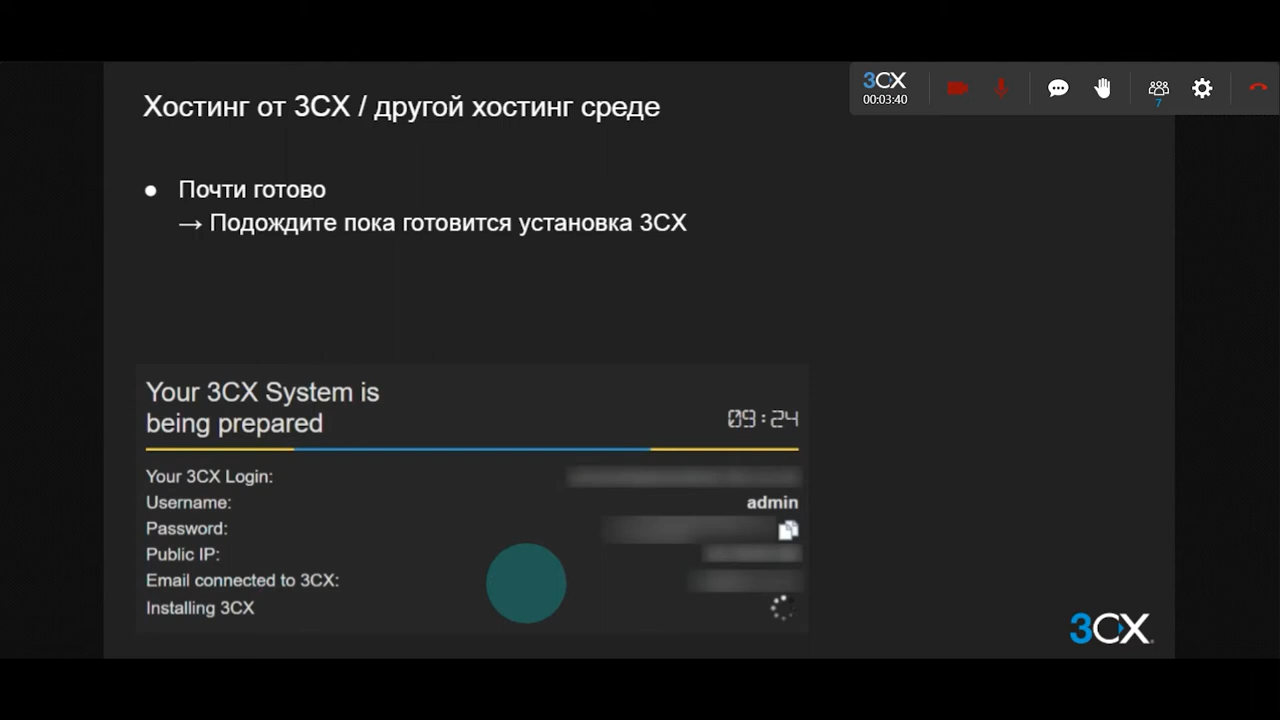 Хостинг от 3CX / другой хостинг среде
3CX
00:03:40
7
● Почти готово
→ Подождите пока готовится установка 3CX
Your 3CX System is
being prepared
09:24
Your 3CX Login:
Username: admin
Password:
Public IP:
Email connected to 3CX:
Installing 3CX
3CX